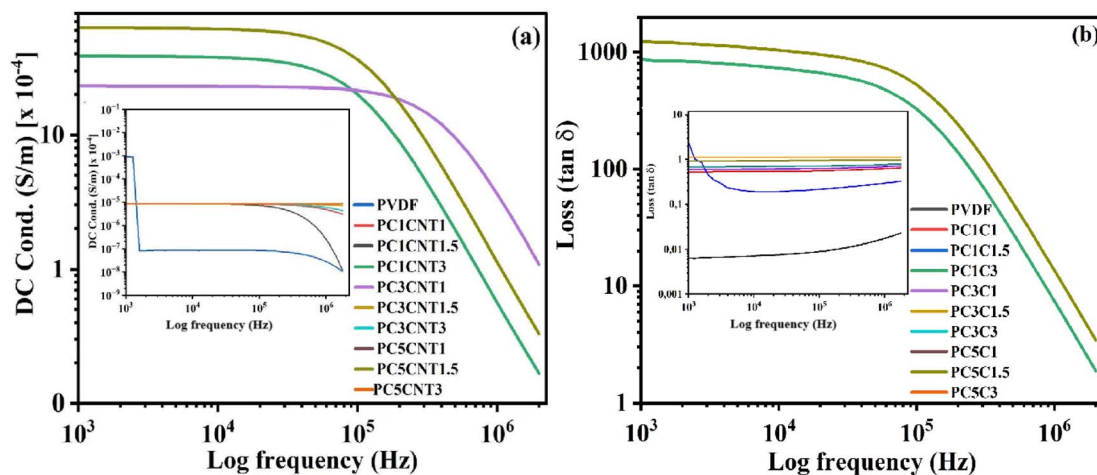 (a)
DC Cond. (S/m) [x 10⁻⁴]
10
1
0
10³
10⁴
10⁵
10⁶
Log frequency (Hz)
DC Cond. (S/m) [x 10⁻⁴]
10⁻¹
10⁻²
10⁻³
10⁻⁴
10⁻⁵
10⁻⁶
10⁻⁷
10⁻⁸
10⁻⁹
10³
10⁴
10⁵
10⁶
Log frequency (Hz)
PVDF
PC1CNT1
PC1CNT1.5
PC1CNT3
PC3CNT1
PC3CNT1.5
PC3CNT3
PC5CNT1
PC5CNT1.5
PC5CNT3
(b)
Loss (tan δ)
1000
100
10
1
10³
10⁴
10⁵
10⁶
Log frequency (Hz)
Loss (tan δ)
10
1
0,1
0,01
0,001
10³
10⁴
10⁵
10⁶
Log frequency (Hz)
PVDF
PC1C1
PC1C1.5
PC1C3
PC3C1
PC3C1.5
PC3C3
PC5C1
PC5C1.5
PC5C3